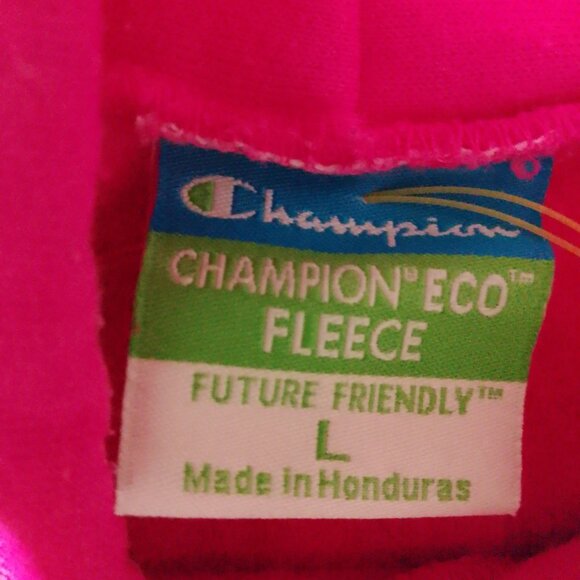 Champion
CHAMPION® ECO™
FLEECE
FUTURE FRIENDLY™
L
Made in Honduras